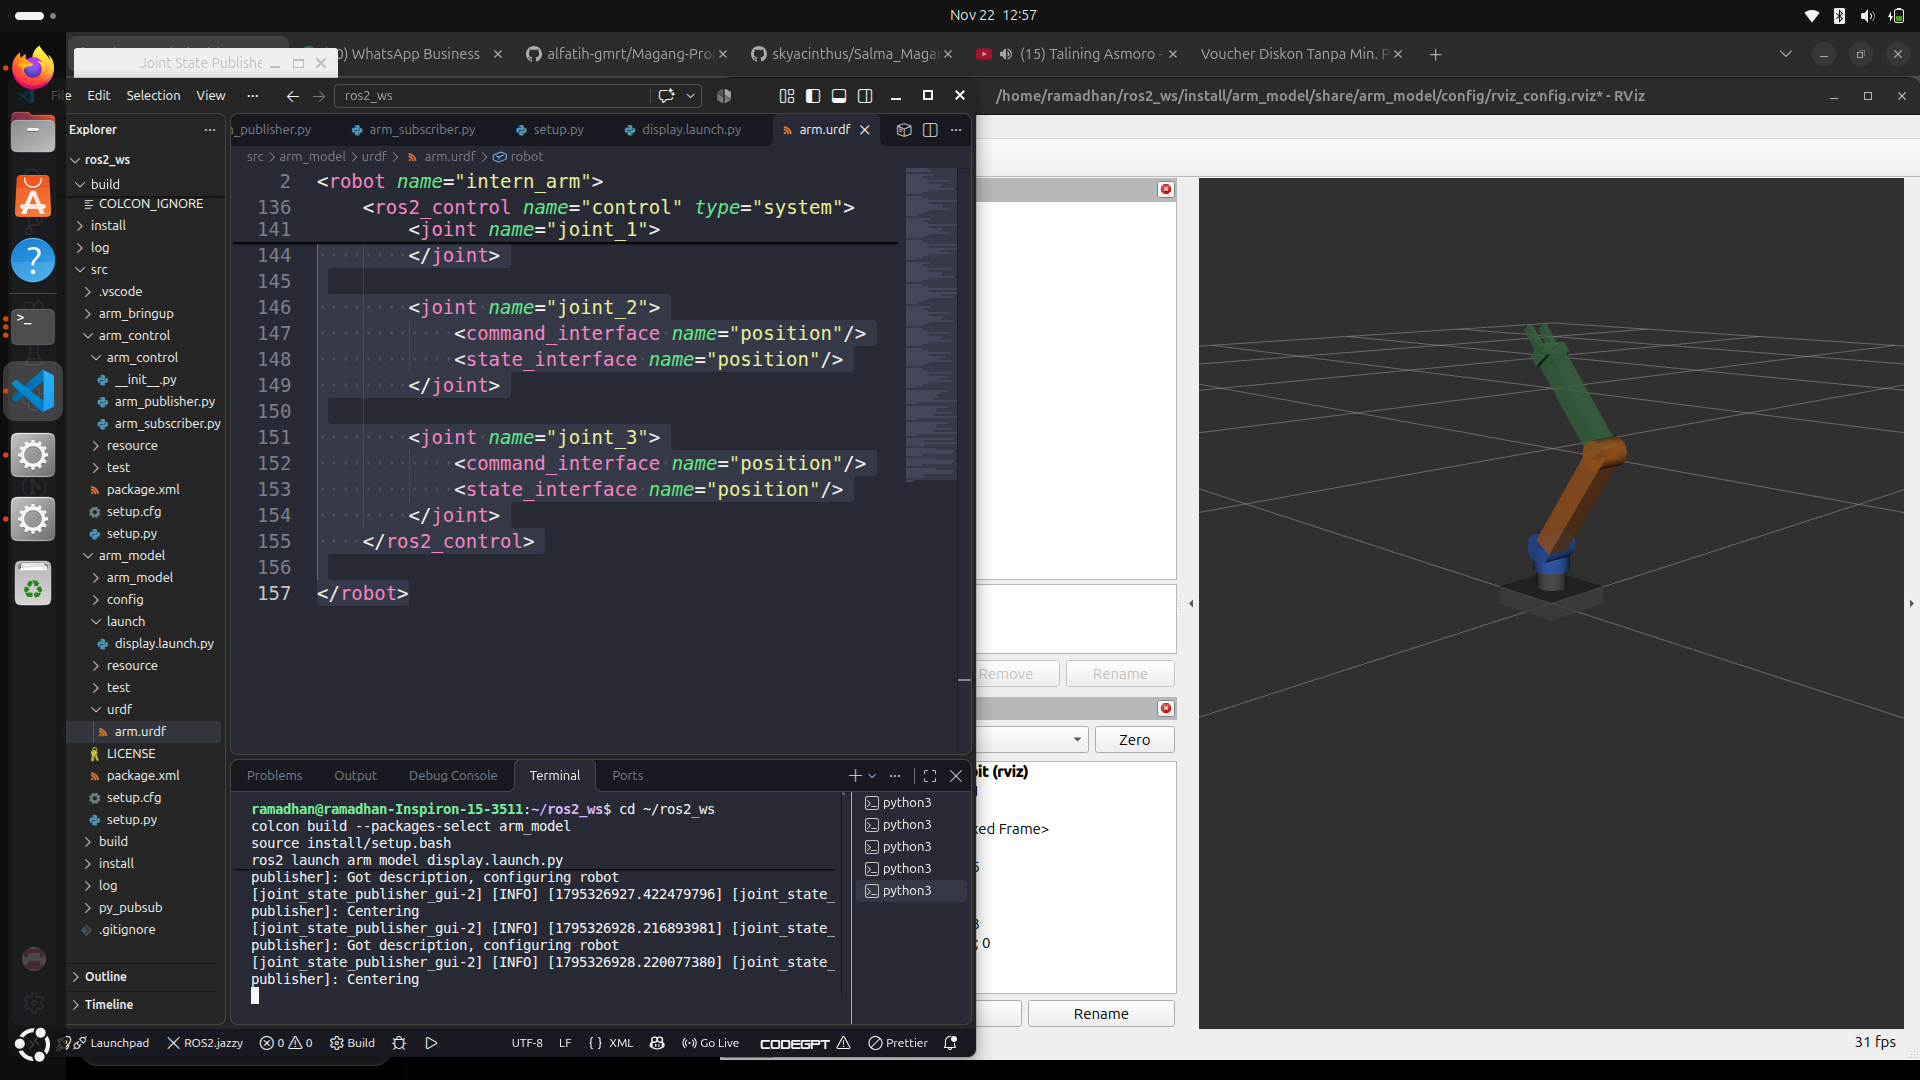 Nov 22 12:57
0) WhatsApp Business
alfatih-gmrt/Magang-Pro
skyacinthus/Salma_Maga
(15) Talining Asmoro -
Voucher Diskon Tanpa Min. P
Joint State Publishe
File Edit Selection View ...
ros2_ws
/home/ramadhan/ros2_ws/install/arm_model/share/arm_model/config/rviz_config.rviz* - RViz
Explorer
ros2_ws
build
COLCON_IGNORE
install
log
src
.vscode
arm_bringup
arm_control
arm_control
__init__.py
arm_publisher.py
arm_subscriber.py
resource
test
package.xml
setup.cfg
setup.py
arm_model
arm_model
config
launch
display.launch.py
resource
test
urdf
arm.urdf
LICENSE
package.xml
setup.cfg
setup.py
build
install
log
py_pubsub
.gitignore
Outline
Timeline
_publisher.py
arm_subscriber.py
setup.py
display.launch.py
arm.urdf
src > arm_model > urdf > arm.urdf > robot
2 <robot name="intern_arm">
136 <ros2_control name="control" type="system">
141 <joint name="joint_1">
144 </joint>
145
146 <joint name="joint_2">
147 <command_interface name="position"/>
148 <state_interface name="position"/>
149 </joint>
150
151 <joint name="joint_3">
152 <command_interface name="position"/>
153 <state_interface name="position"/>
154 </joint>
155 </ros2_control>
156
157 </robot>
Problems Output Debug Console Terminal Ports
ramadhan@ramadhan-Inspiron-15-3511:~/ros2_ws$ cd ~/ros2_ws
colcon build --packages-select arm_model
source install/setup.bash
ros2 launch arm_model display.launch.py
publisher]: Got description, configuring robot
[joint_state_publisher_gui-2] [INFO] [1795326927.422479796] [joint_state_
publisher]: Centering
[joint_state_publisher_gui-2] [INFO] [1795326928.216893981] [joint_state_
publisher]: Got description, configuring robot
[joint_state_publisher_gui-2] [INFO] [1795326928.220077380] [joint_state_
publisher]: Centering
python3
python3
python3
python3
python3
Launchpad
ROS2.jazzy
0 0
Build
UTF-8
LF
{ } XML
Go Live
CODEGPT
Prettier
Remove
Rename
Zero
it (rviz)
ed Frame>
; 0
Rename
31 fps